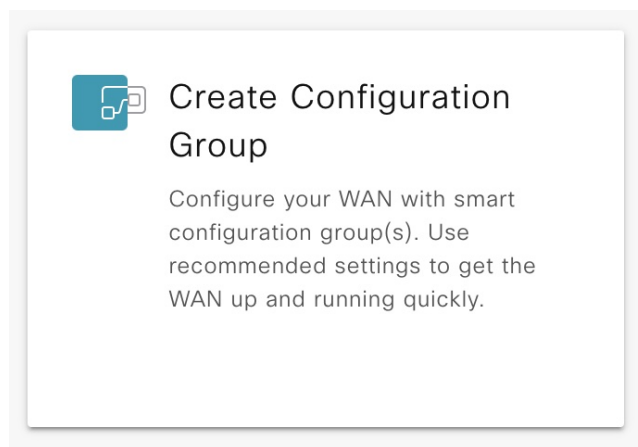 Create Configuration
Group
Configure your WAN with smart
configuration group(s). Use
recommended settings to get the
WAN up and running quickly.